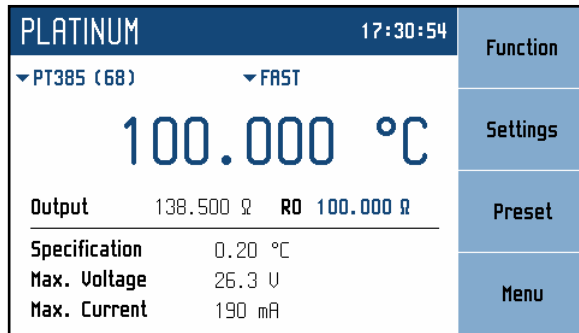 PLATINUM 17:30:54
Function
PT385 (68) FAST
100.000 °C
Settings
Output 138.500 Ω R0 100.000 Ω
Preset
Specification 0.20 °C
Max. Voltage 26.3 V
Max. Current 190 mA
Menu